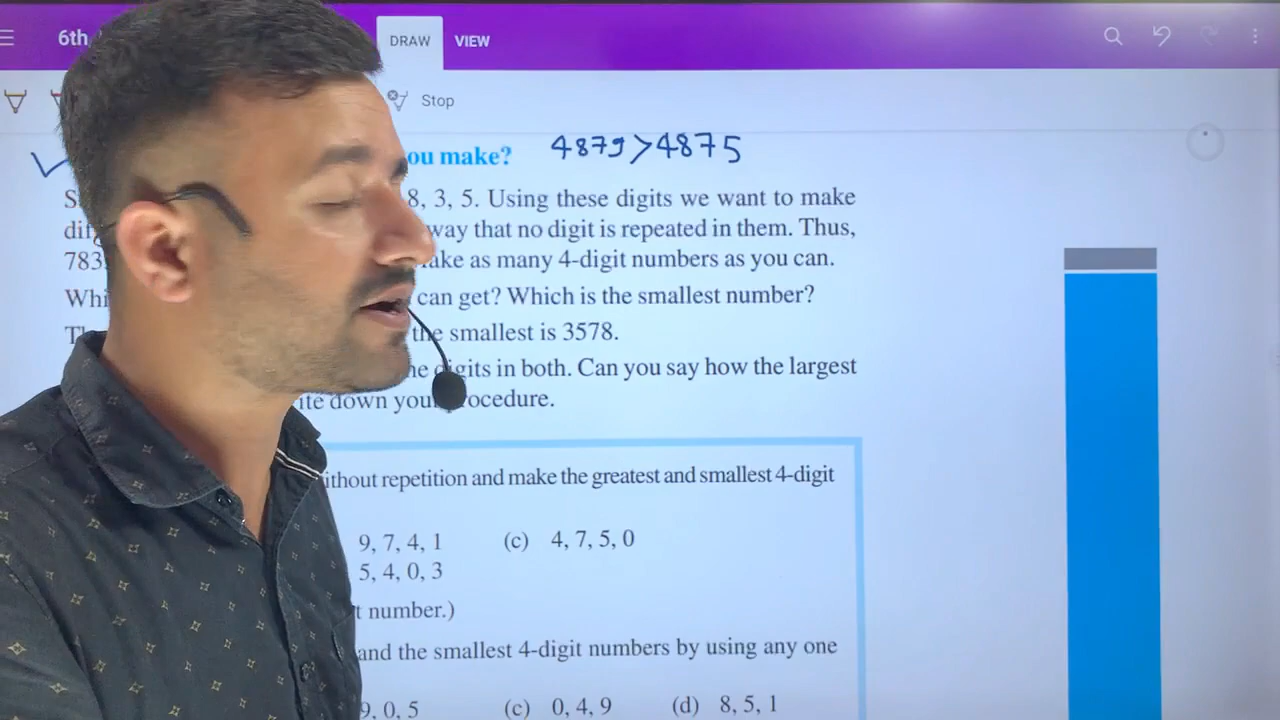 6th
DRAW VIEW
Stop
ou make? 4879>4875
8, 3, 5. Using these digits we want to make
way that no digit is repeated in them. Thus,
783 ake as many 4-digit numbers as you can.
Whi can get? Which is the smallest number?
the smallest is 3578.
digits in both. Can you say how the largest
ite down you ocedure.
ithout repetition and make the greatest and smallest 4-digit
9, 7, 4, 1 (c) 4, 7, 5, 0
5, 4, 0, 3
t number.)
and the smallest 4-digit numbers by using any one
9, 0, 5 (c) 0, 4, 9 (d) 8, 5, 1